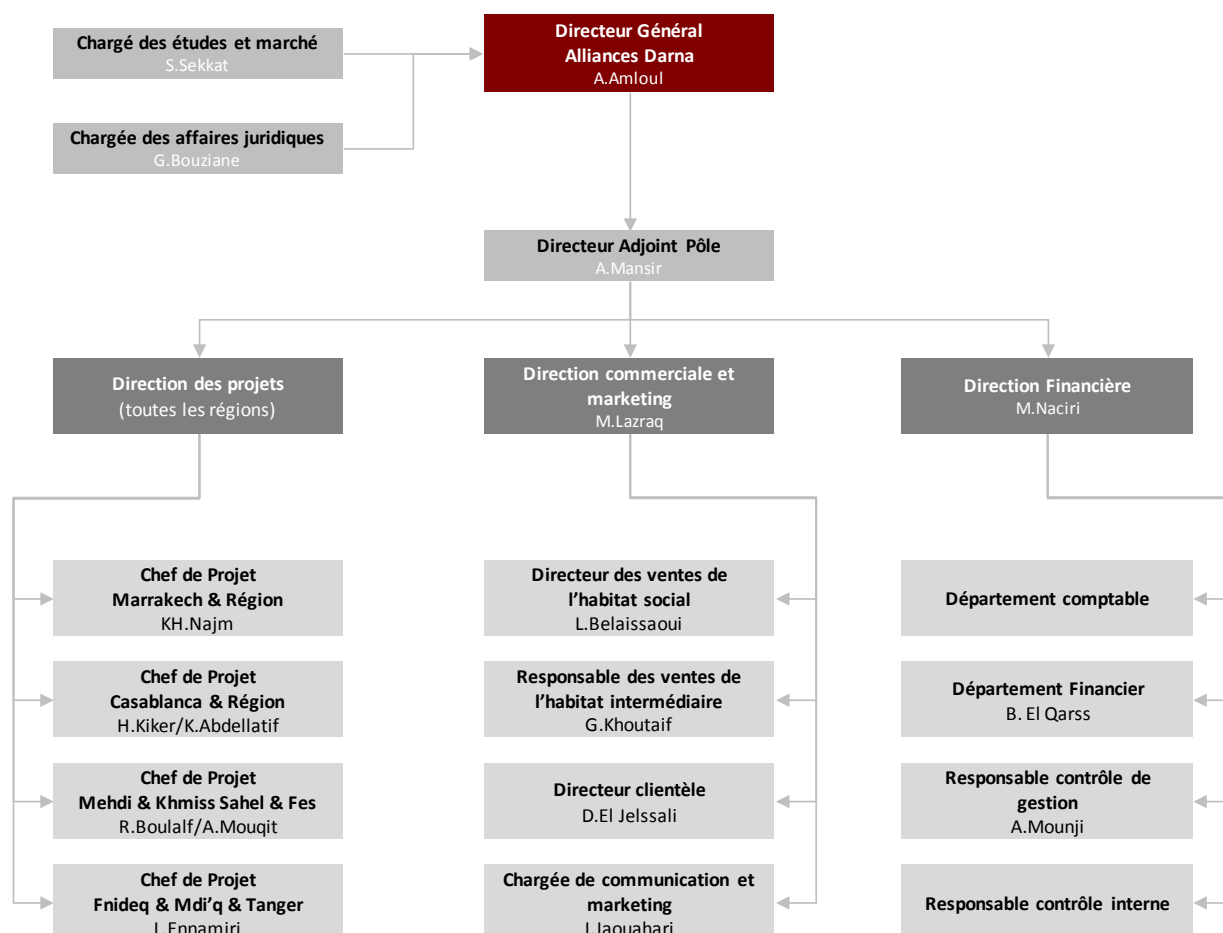 Chargé des études et marché
S.Sekkat
Directeur Général
Alliances Darna
A.Amloul
Chargée des affaires juridiques
G.Bouziane
Directeur Adjoint Pôle
A.Mansir
Direction des projets
(toutes les régions)
Direction commerciale et
marketing
M.Lazraq
Direction Financière
M.Naciri
Chef de Projet
Marrakech & Région
KH.Najm
Directeur des ventes de
l’habitat social
L.Belaissaoui
Département comptable
Chef de Projet
Casablanca & Région
H.Kiker/K.Abdellatif
Responsable des ventes de
l’habitat intermédiaire
G.Khoutaif
Département Financier
B. El Qarss
Chef de Projet
Mehdi & Khmiss Sahel & Fes
R.Boulalf/A.Mouqit
Directeur clientèle
D.El Jelssali
Responsable contrôle de
gestion
A.Mounji
Chef de Projet
Fnideq & Mdi’q & Tanger
L.Ennamiri
Chargée de communication et
marketing
Responsable contrôle interne